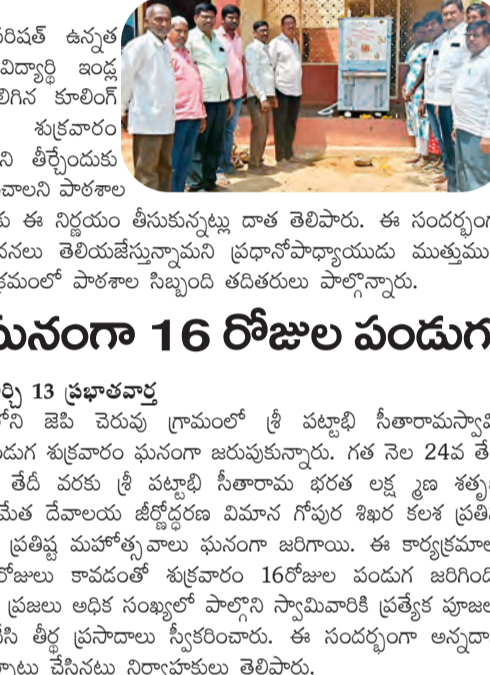 రిషత్ ఉన్నత
విద్యార్థి ఇండ్ల
లిగిన కూలింగ్
శుక్రవారం
ని తీర్చేందుకు
చాలని పాఠశాల
కు ఈ నిర్ణయం తీసుకున్నట్లు దాత తెలిపారు. ఈ సందర్భంగ
దనలు తెలియజేస్తున్నామని ప్రధానోపాధ్యాయుడు ముత్తుము
క్రమంలో పాఠశాల సిబ్బంది తదితరులు పాల్గొన్నారు.
మనంగా 16 రోజుల పండుగ
ర్చి 13 ప్రభాతవార్త
లోని జెపి చెరువు గ్రామంలో శ్రీ పట్టాభి సీతారామస్వామి
డుగ శుక్రవారం ఘనంగా జరుపుకున్నారు. గత నెల 24వ తే
తేదీ వరకు శ్రీ పట్టాభి సీతారామ భరత లక్ష ్మణ శతృ
మేత దేవాలయ జీర్ణోద్ధరణ విమాన గోపుర శిఖర కలశ ప్రతి
ప్రతిష్ట మహోత్సవాలు ఘనంగా జరిగాయి. ఈ కార్యక్రమాల
రోజులు కావడంతో శుక్రవారం 16రోజుల పండుగ జరిగింది
ప్రజలు అధిక సంఖ్యలో పాల్గొని స్వామివారికి ప్రత్యేక పూజల
చేసి తీర్థ ప్రసాదాలు స్వీకరించారు. ఈ సందర్భంగా అన్నదా
ర్పాటు చేసినట్లు నిర్వాహకులు తెలిపారు.